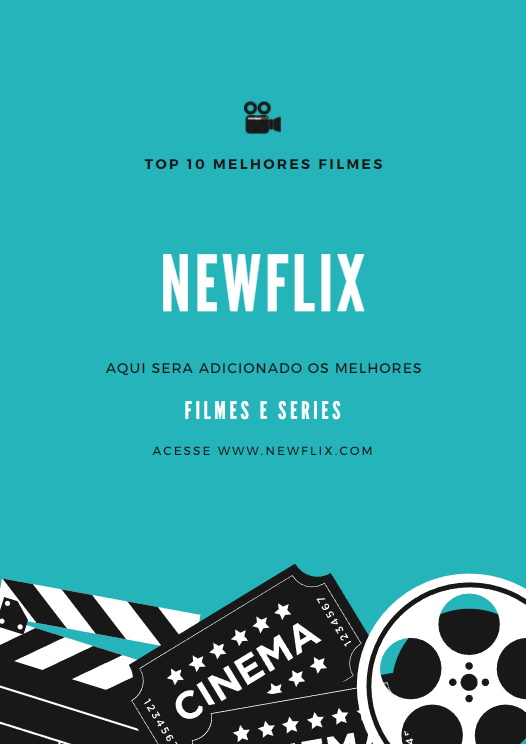 TOP 10 MELHORES FILMES
NEWFLIX
AQUI SERA ADICIONADO OS MELHORES
FILMES E SERIES
ACESSE WWW.NEWFLIX.COM
1234567
CINEMA